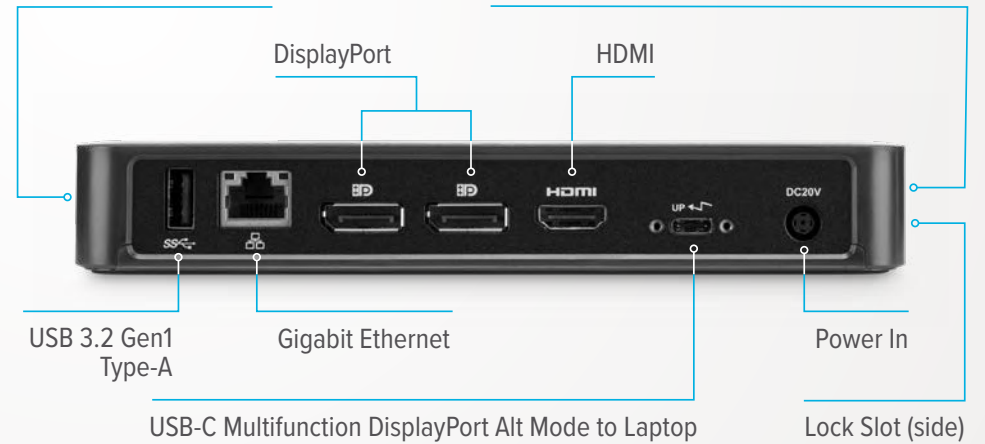 DisplayPort
HDMI
HDMI
DC20V
UP
SS
USB 3.2 Gen1
Type-A
Gigabit Ethernet
Power In
USB-C Multifunction DisplayPort Alt Mode to Laptop
Lock Slot (side)